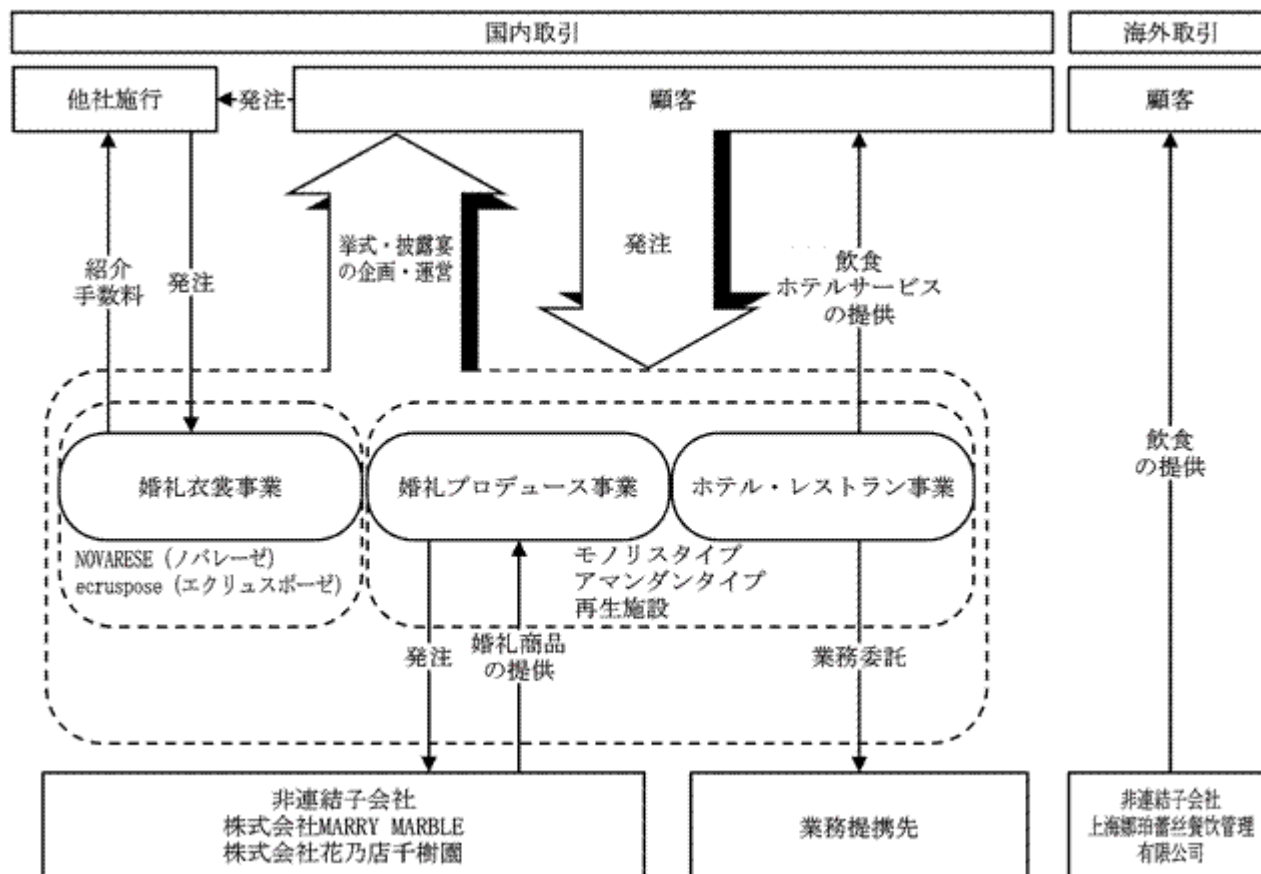 国内取引
海外取引
他社施行
発注
顧客
顧客
紹介
手数料
発注
挙式・披露宴
の企画・運営
発注
飲食
ホテルサービス
の提供
飲食
の提供
婚礼衣裳事業
婚礼プロデュース事業
ホテル・レストラン事業
NOVARESE (ノバレーゼ)
ecruspose (エクリュスポーゼ)
モノリスタイプ
アマンダンタイプ
再生施設
発注
婚礼商品
の提供
業務委託
非連結子会社
株式会社MARRY MARBLE
株式会社花乃店千樹園
業務提携先
非連結子会社
上海娜珀蕾丝餐饮管理
有限公司